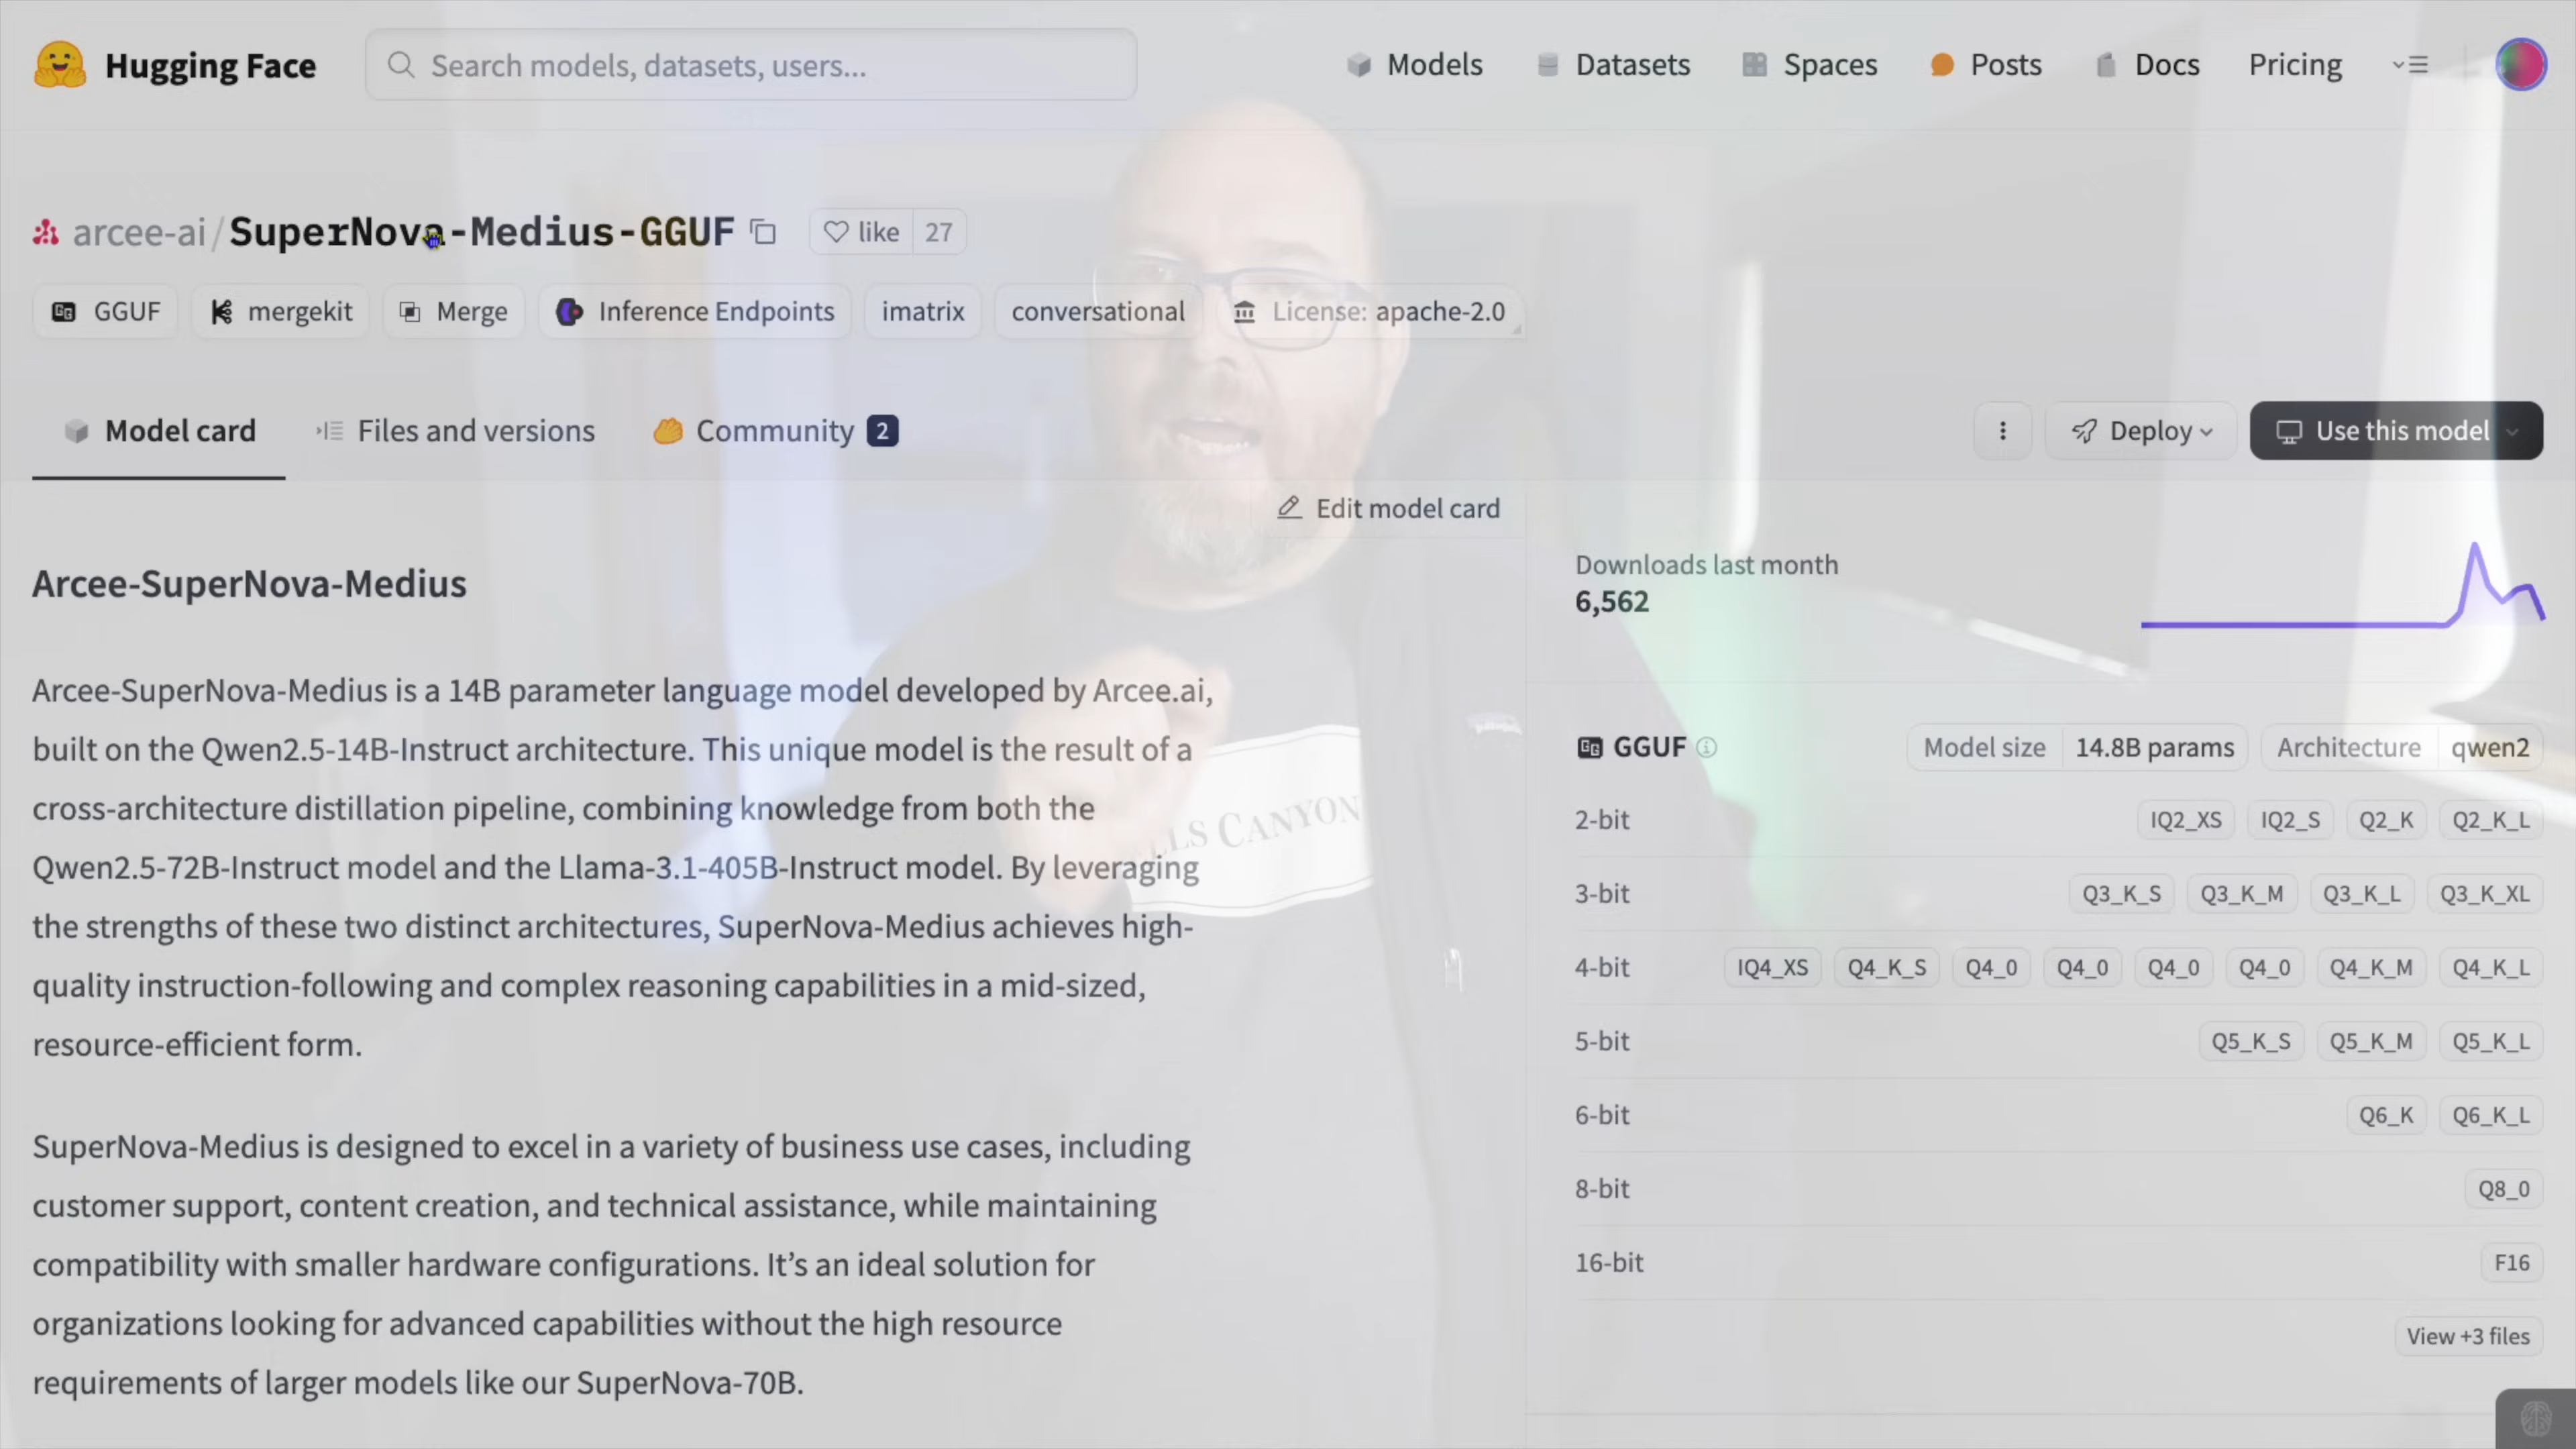 Hugging Face
Search models, datasets, users...
Models
Datasets
Spaces
Posts
Docs
Pricing
arcee-ai/SuperNova-Medius-GGUF
like 27
GGUF
mergekit
Merge
Inference Endpoints
imatrix
conversational
License: apache-2.0
Model card
Files and versions
Community 2
Deploy
Use this model
Edit model card
Arcee-SuperNova-Medius
Arcee-SuperNova-Medius is a 14B parameter language model developed by Arcee.ai,
built on the Qwen2.5-14B-Instruct architecture. This unique model is the result of a
cross-architecture distillation pipeline, combining knowledge from both the
Qwen2.5-72B-Instruct model and the Llama-3.1-405B-Instruct model. By leveraging
the strengths of these two distinct architectures, SuperNova-Medius achieves high-
quality instruction-following and complex reasoning capabilities in a mid-sized,
resource-efficient form.
SuperNova-Medius is designed to excel in a variety of business use cases, including
customer support, content creation, and technical assistance, while maintaining
compatibility with smaller hardware configurations. It’s an ideal solution for
organizations looking for advanced capabilities without the high resource
requirements of larger models like our SuperNova-70B.
Downloads last month
6,562
GGUF
Model size 14.8B params
Architecture qwen2
2-bit IQ2_XS IQ2_S Q2_K Q2_K_L
3-bit Q3_K_S Q3_K_M Q3_K_L Q3_K_XL
4-bit IQ4_XS Q4_K_S Q4_0 Q4_0 Q4_0 Q4_0 Q4_K_M Q4_K_L
5-bit Q5_K_S Q5_K_M Q5_K_L
6-bit Q6_K Q6_K_L
8-bit Q8_0
16-bit F16
View +3 files
CANYON